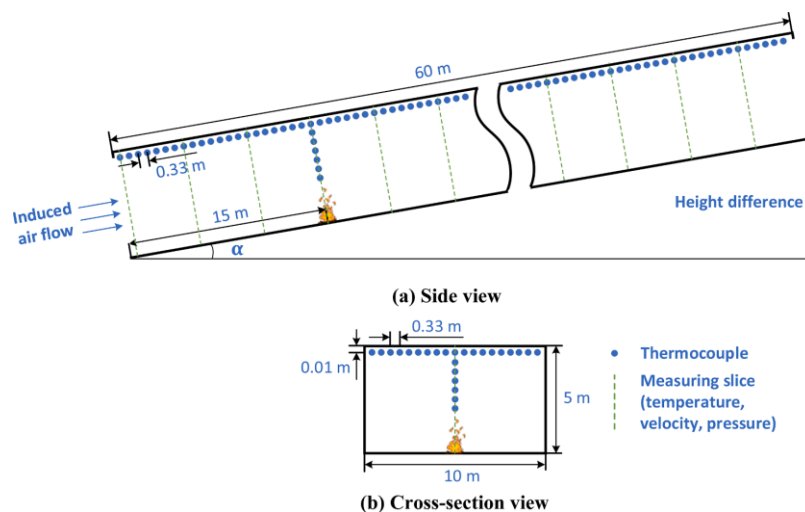 60 m
0.33 m
Induced
air flow
15 m
α
Height difference
(a) Side view
0.33 m
0.01 m
5 m
10 m
Thermocouple
Measuring slice
(temperature,
velocity, pressure)
(b) Cross-section view